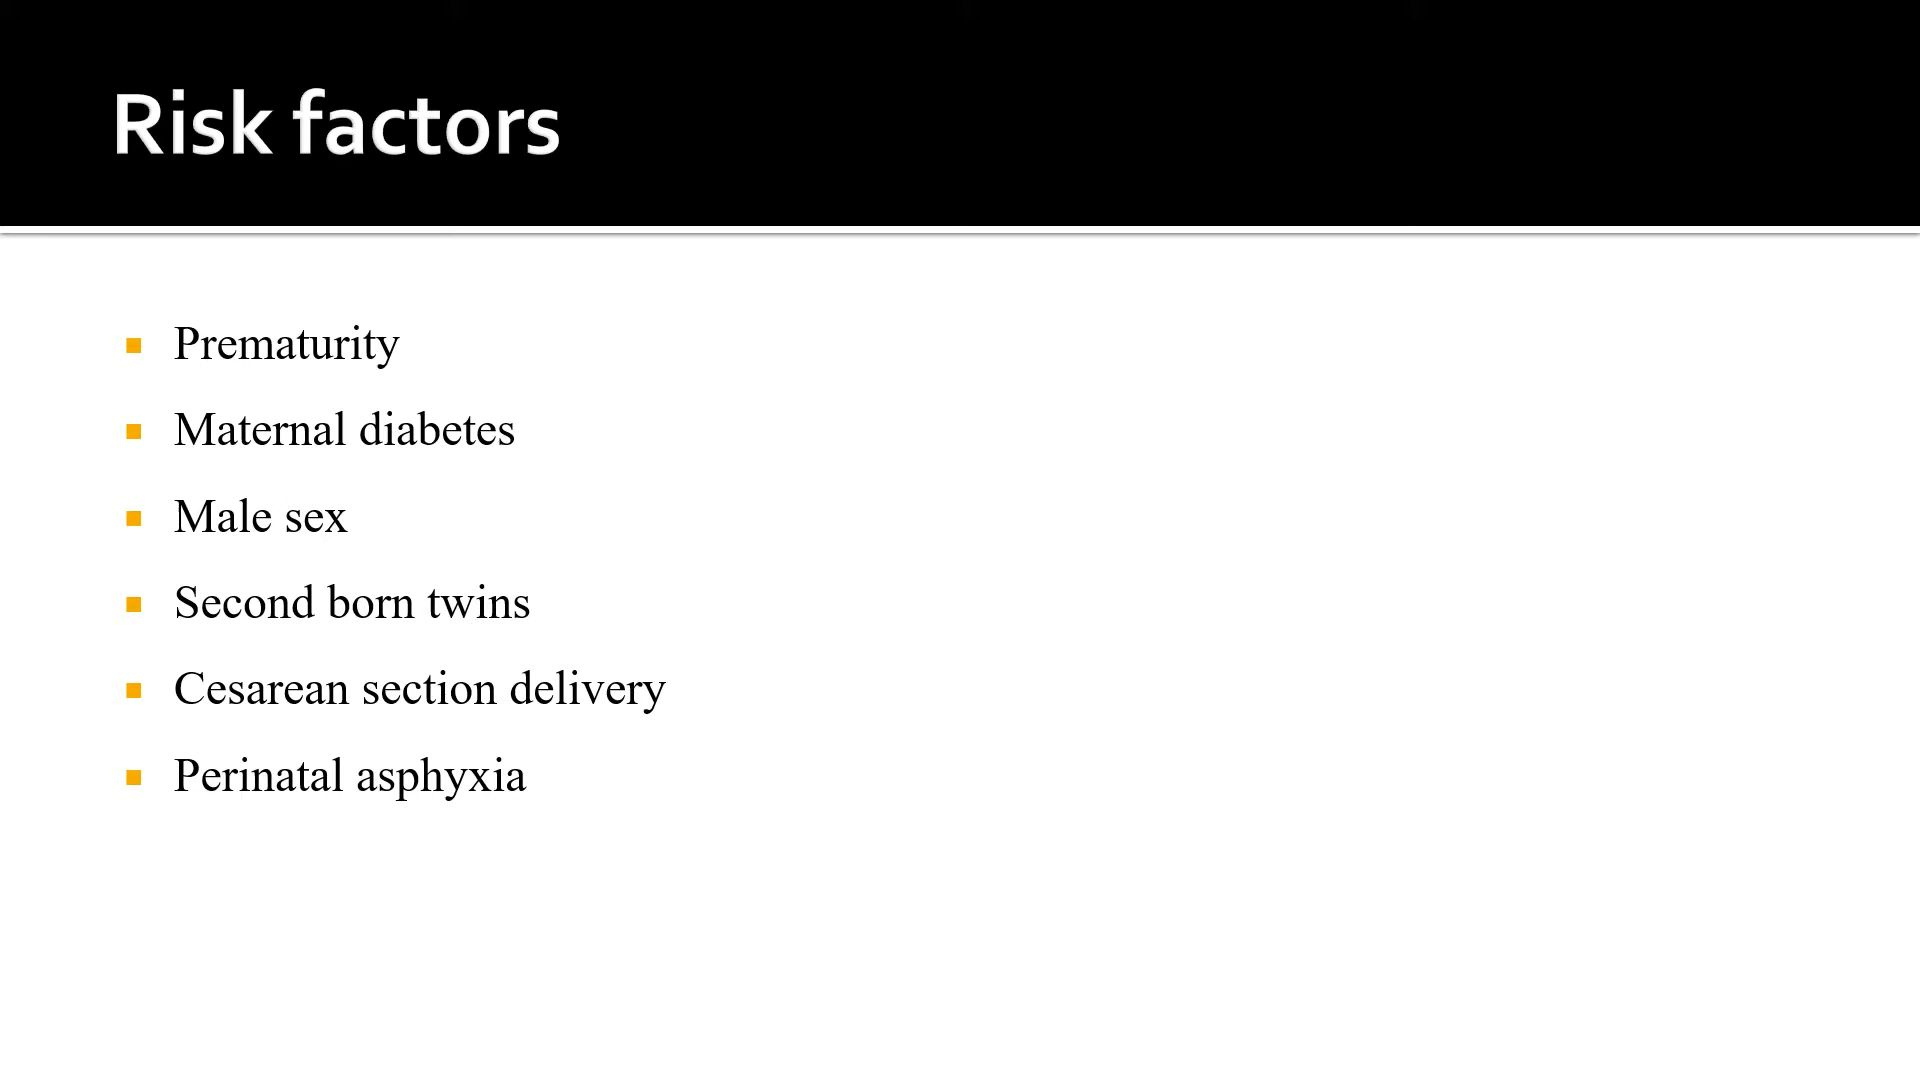 Risk factors
Prematurity
Maternal diabetes
Male sex
Second born twins
Cesarean section delivery
Perinatal asphyxia